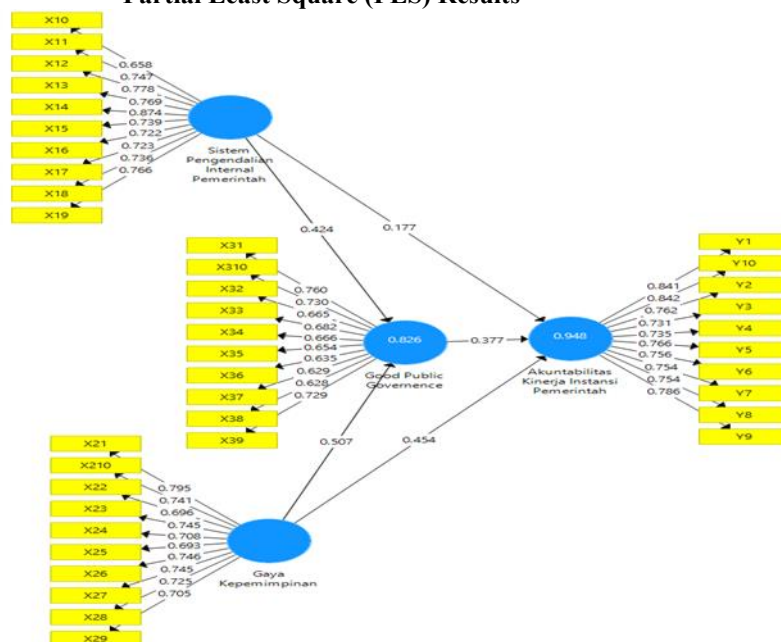 Partial Least Square (PLS) Results
X10
X11
X12
X13
X14
X15
X16
X17
X18
X19
0.658
0.747
0.778
0.769
0.874
0.739
0.722
0.723
0.736
0.766
Sistem
Pengendalian
Internal
Pemerintah
0.424
0.177
X31
X310
X32
X33
X34
X35
X36
X37
X38
X39
0.760
0.730
0.665
0.682
0.666
0.654
0.635
0.629
0.628
0.729
0.826
Good Public
Governence
0.377
0.948
Akuntabilitas
Kinerja Instansi
Pemerintah
0.841
0.842
0.762
0.731
0.735
0.766
0.756
0.754
0.754
0.786
Y1
Y10
Y2
Y3
Y4
Y5
Y6
Y7
Y8
Y9
0.507
0.454
X21
X210
X22
X23
X24
X25
X26
X27
X28
X29
0.795
0.741
0.696
0.745
0.708
0.693
0.746
0.745
0.725
0.705
Gaya
Kepemimpinan